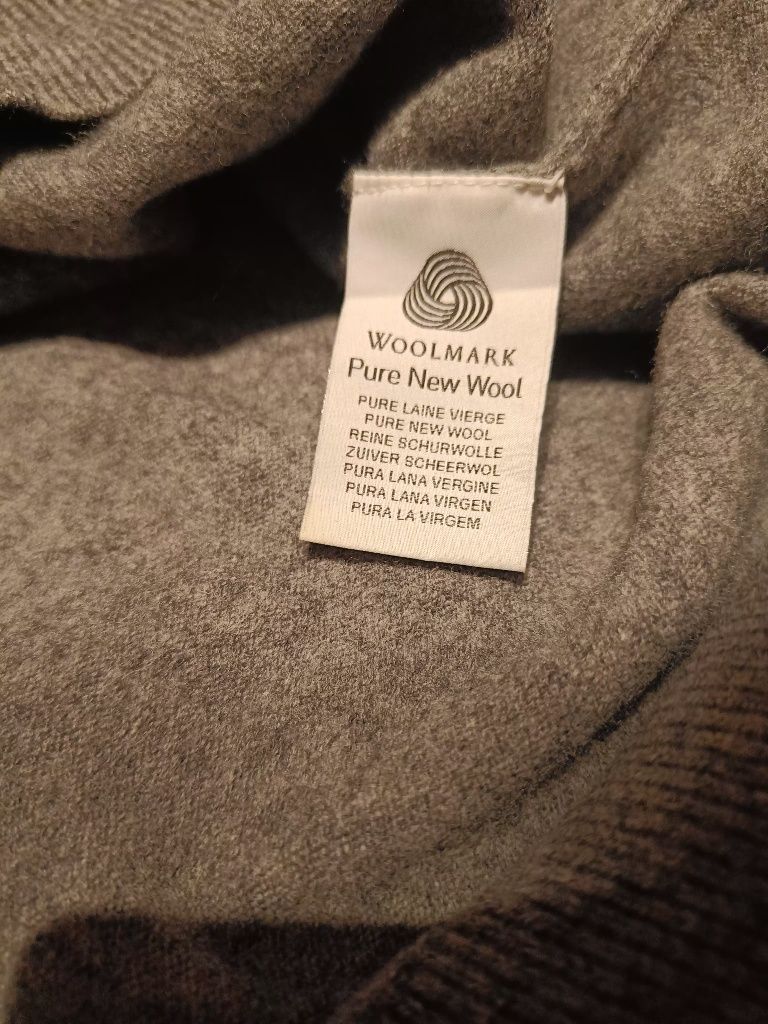 WOOLMARK
Pure New Wool
PURE LAINE VIERGE
PURE NEW WOOL
REINE SCHURWOLLE
ZUIVER SCHEERWOL
PURA LANA VERGINE
PURA LANA VIRGEN
PURA LA VIRGEM